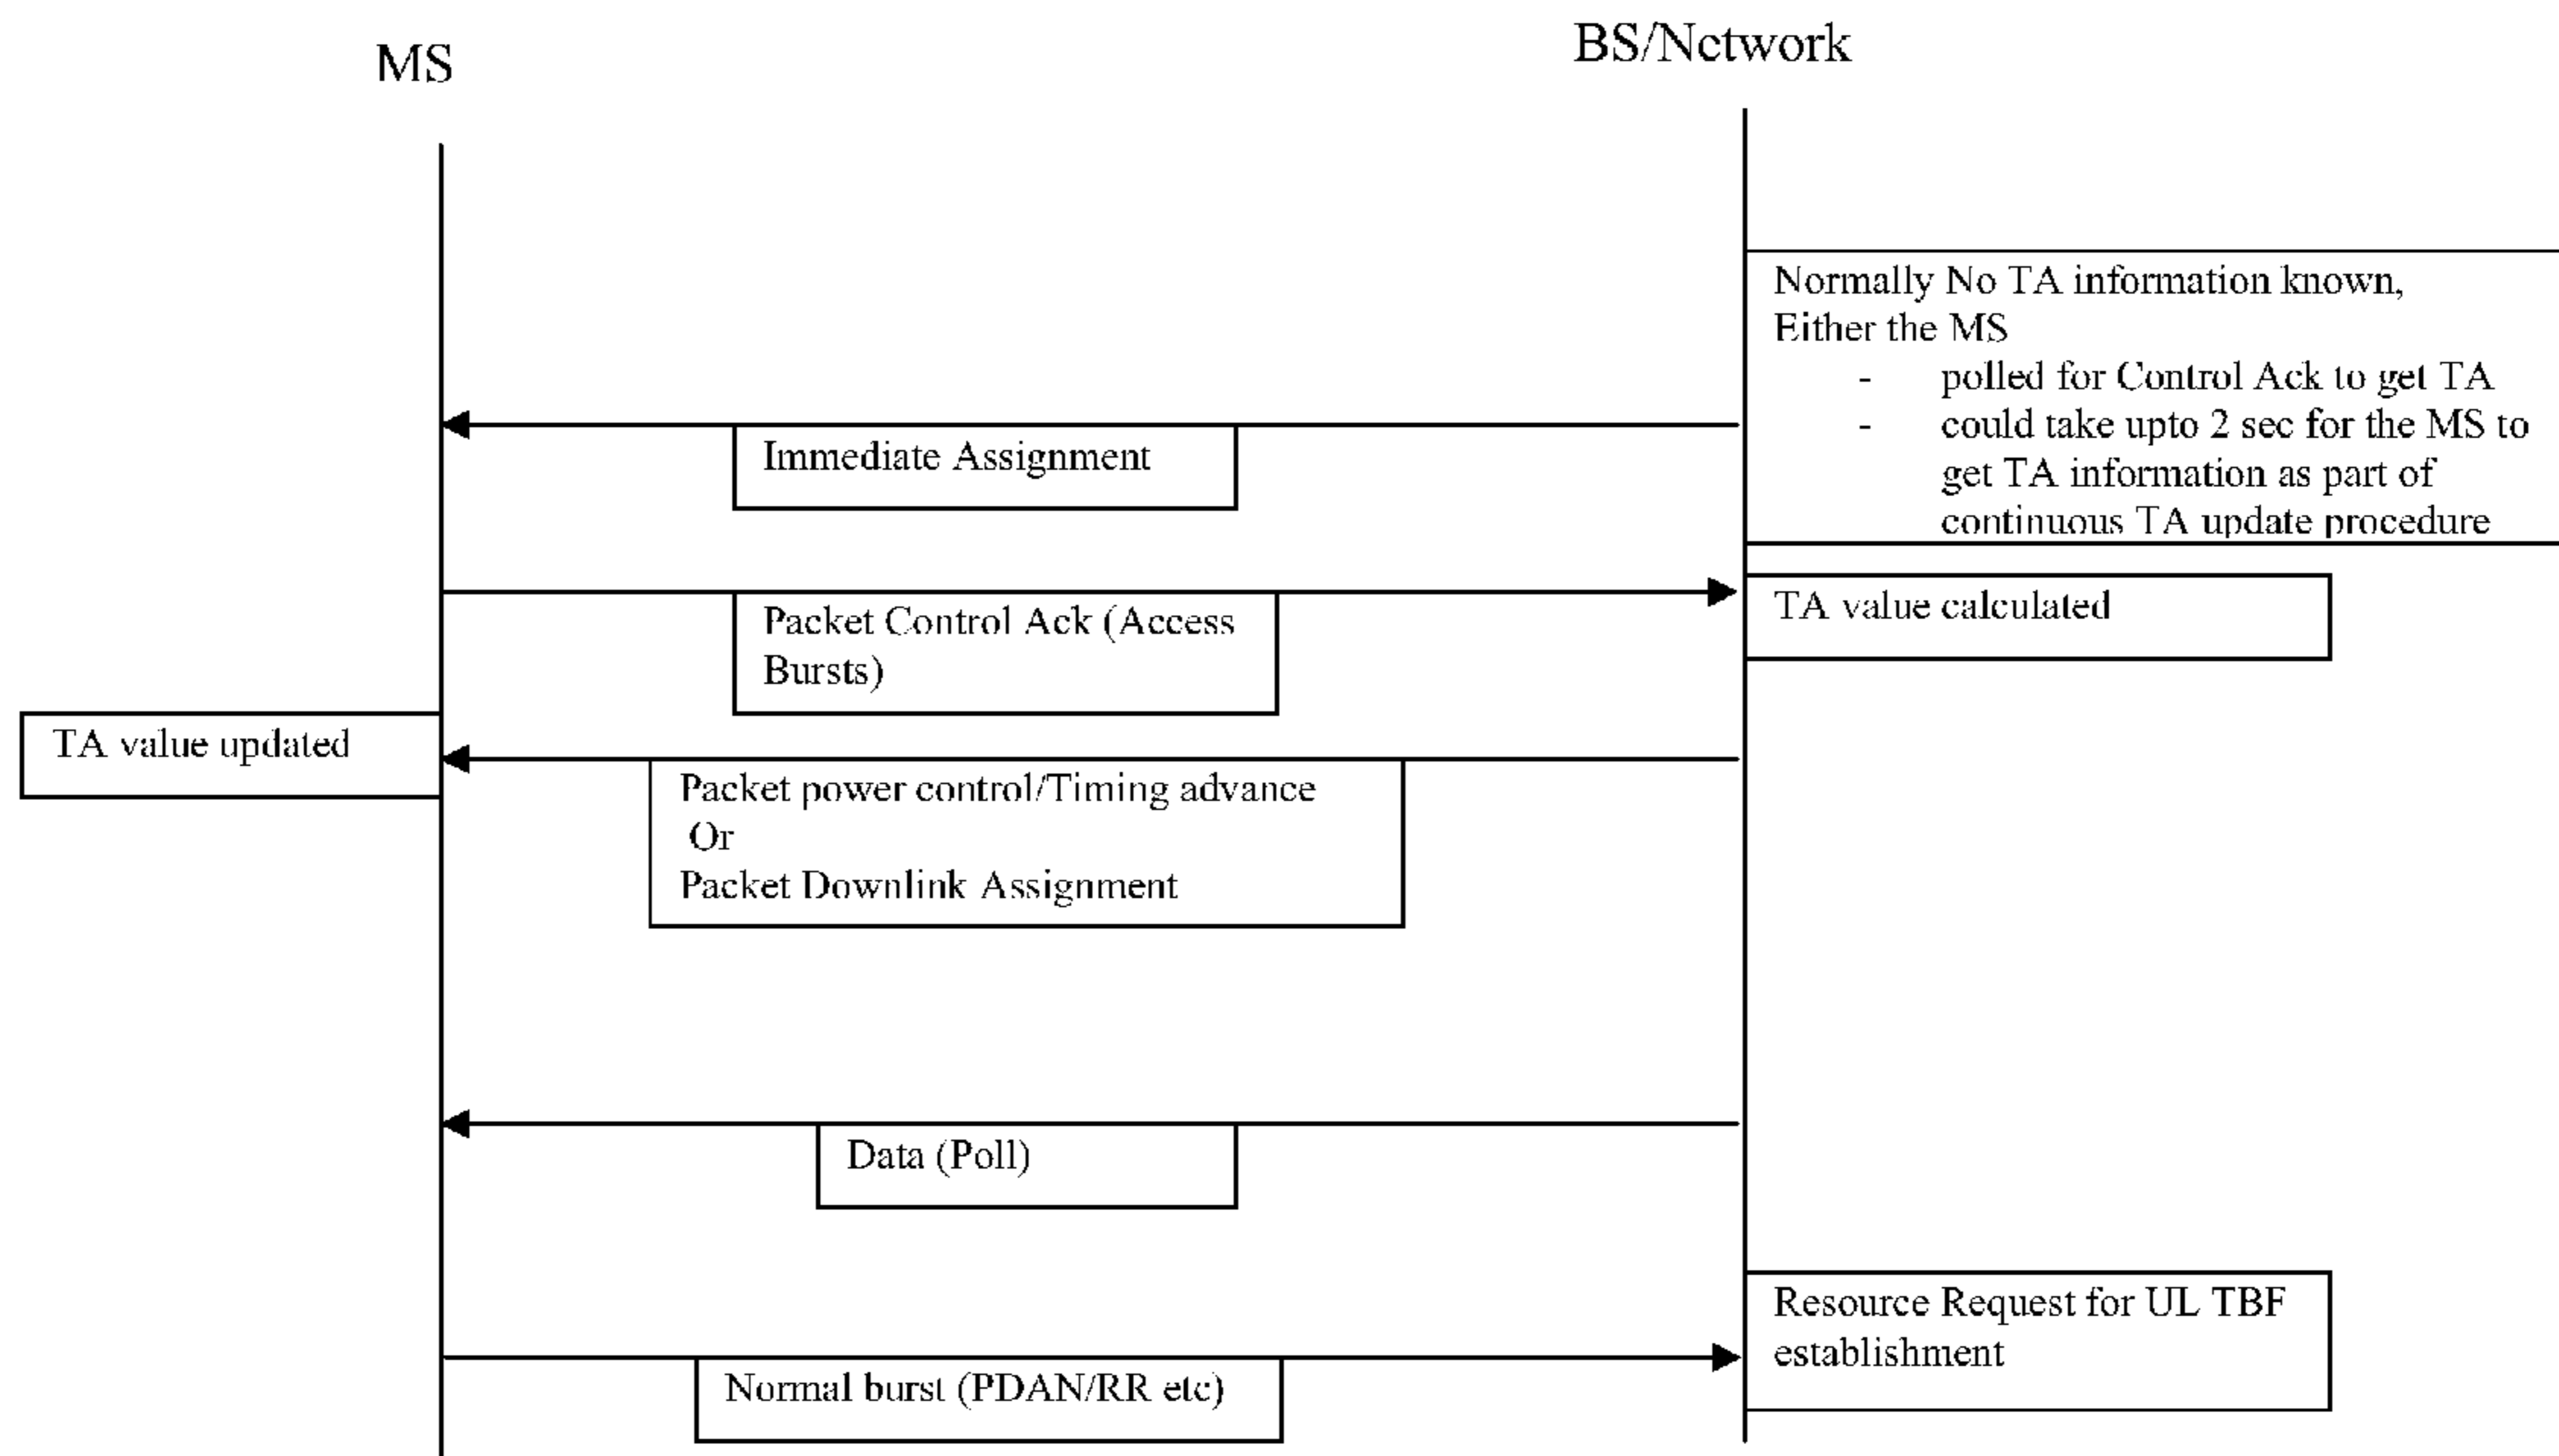 MS
BS/Nctwork
Normally No TA information known,
Either the MS
- polled for Control Ack to get TA
- could take upto 2 sec for the MS to
get TA information as part of
continuous TA update procedure
Immediate Assignment
Packet Control Ack (Access
Bursts)
TA value calculated
TA value updated
Packet power control/Timing advance
Or
Packet Downlink Assignment
Data (Poll)
Resource Request for UL TBF
establishment
Normal burst (PDAN/RR etc)